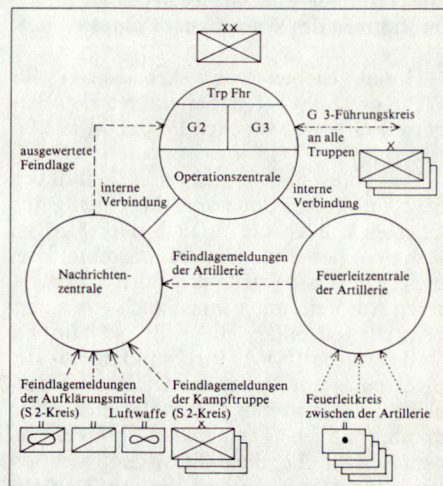 Trp Fhr
G2
G3
G 3-Führungskreis
an alle
Truppen
ausgewertete
Feindlage
Operationszentrale
interne
Verbindung
interne
Verbindung
Nachrichten-
zentrale
Feindlagemeldungen
der Artillerie
Feuerleitzentrale
der Artillerie
Feindlagemeldungen
der Aufklärungsmittel
(S 2-Kreis)
Luftwaffe
Feindlagemeldungen
der Kampftruppe
(S 2-Kreis)
Feuerleitkreis
zwischen der Artillerie